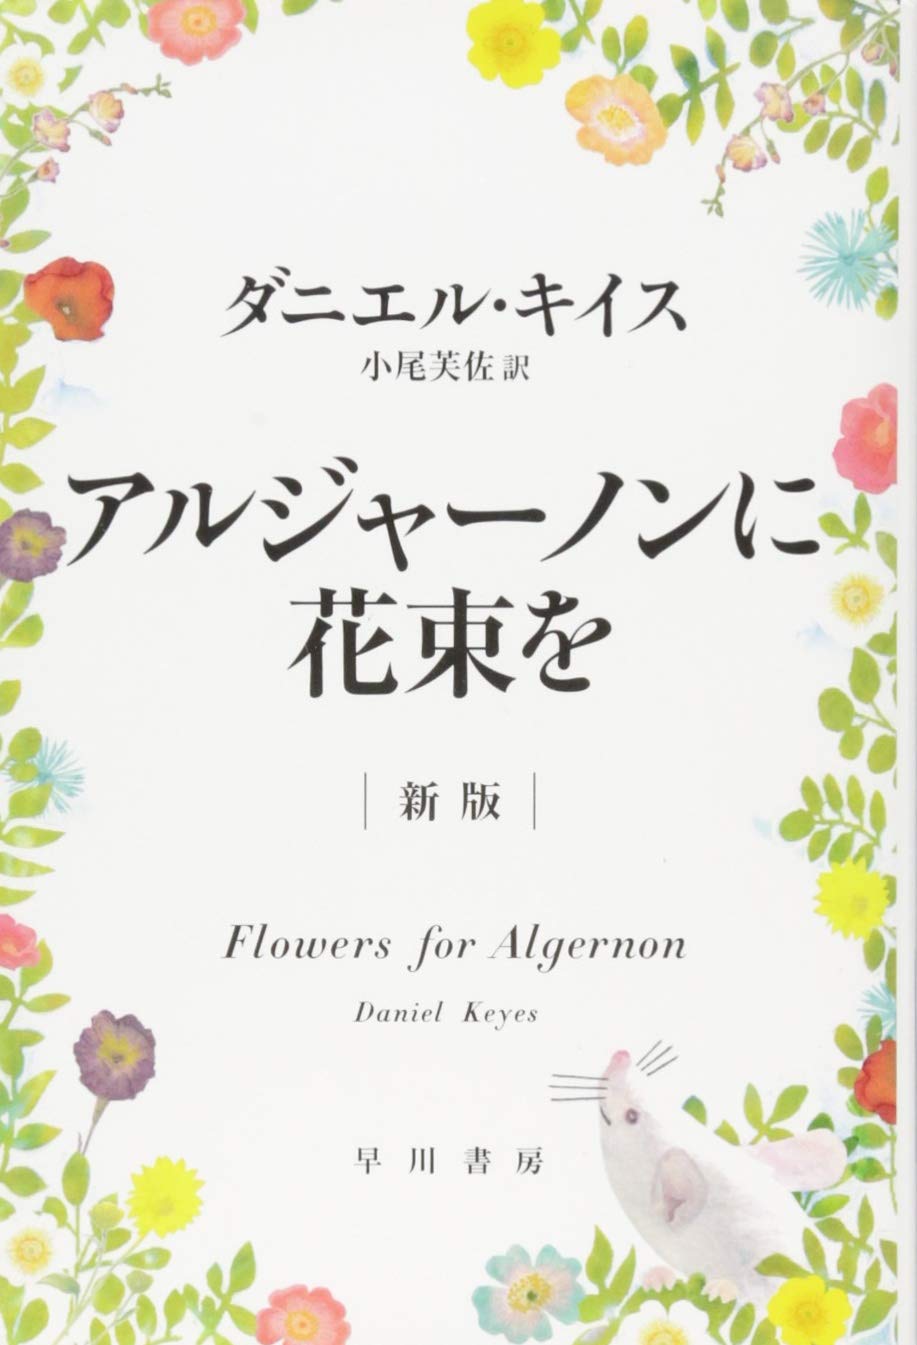 ダニエル・キイス
小尾芙佐 訳
アルジャーノンに
花束を
新版
Flowers for Algernon
Daniel Keyes
早川書房